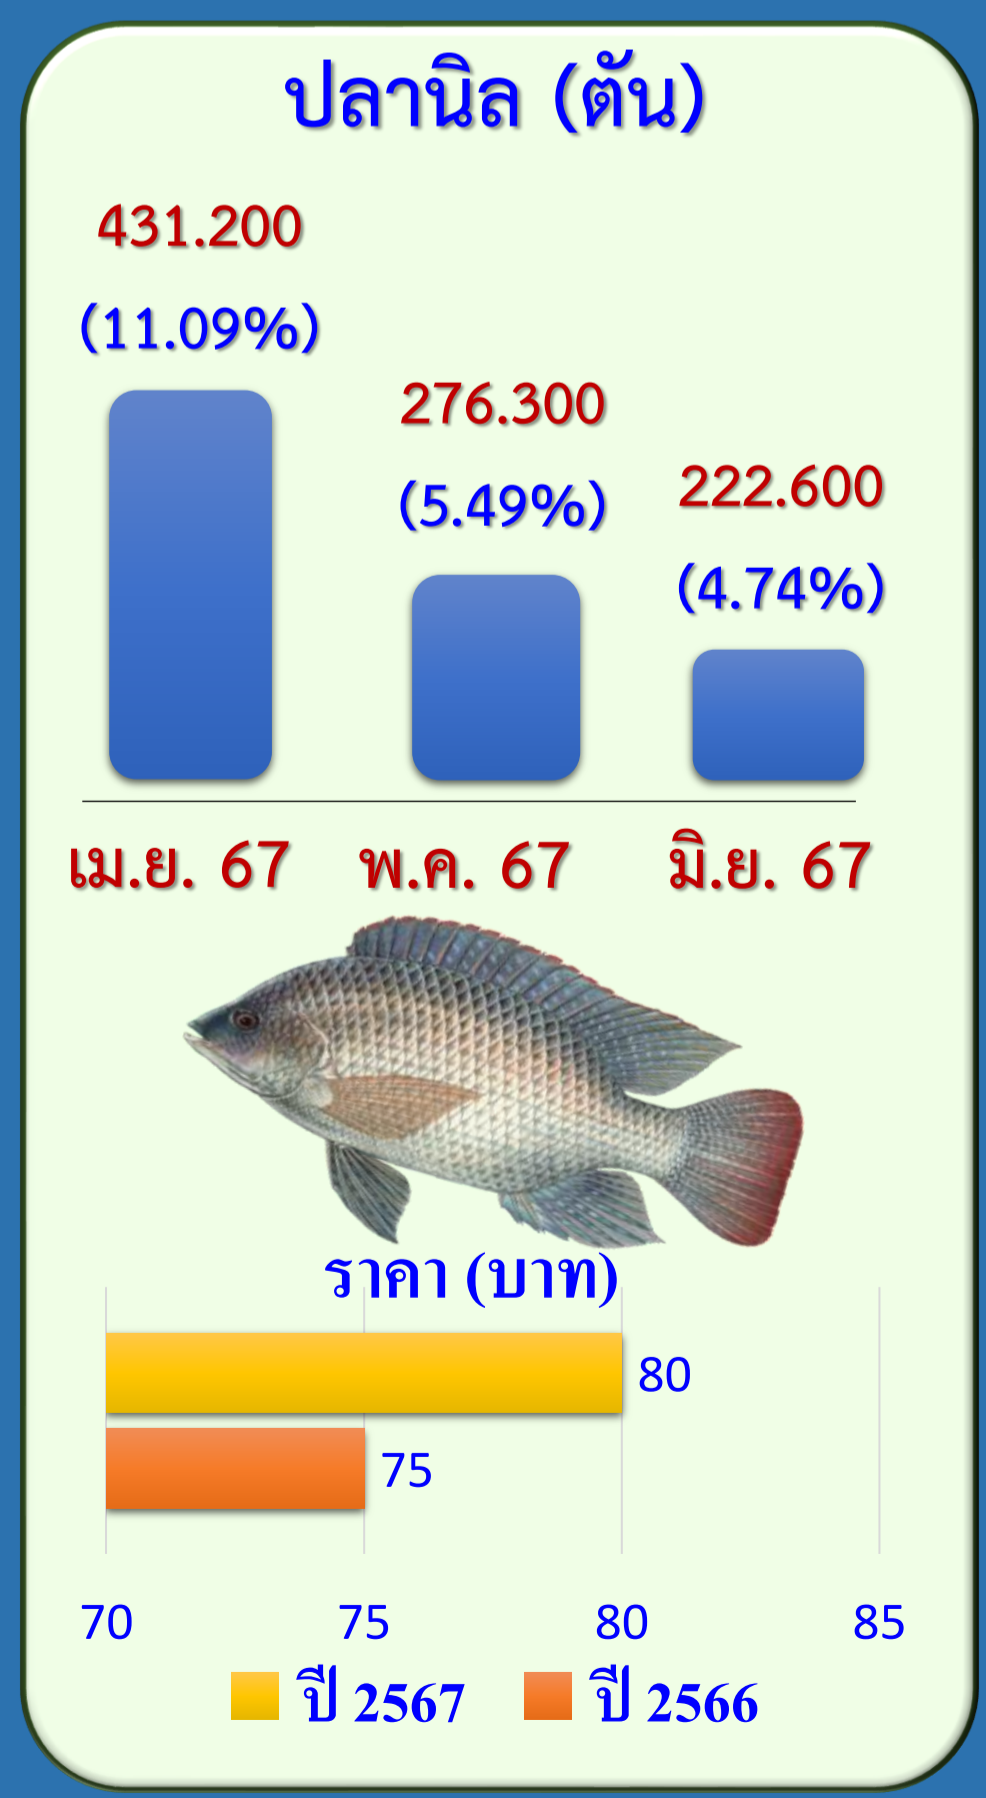 ปลานิล (ตัน)
431.200
(11.09%)
276.300
(5.49%)
222.600
(4.74%)
เม.ย. 67 พ.ค. 67 มิ.ย. 67
ราคา (บาท)
80
75
70 75 80 85
ปี 2567 ปี 2566